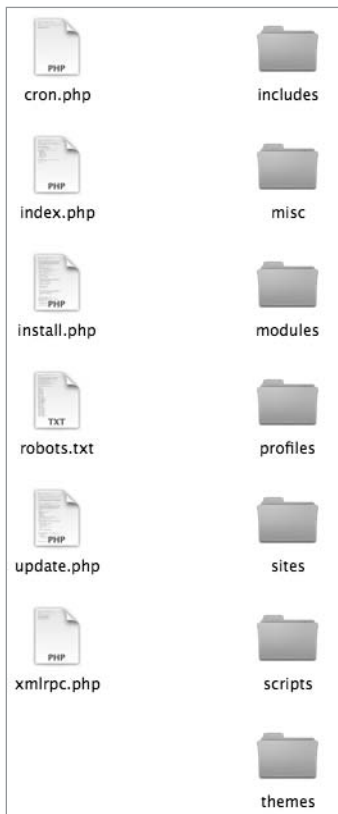 PHP
cron.php
includes
PHP
index.php
misc
PHP
install.php
modules
TXT
robots.txt
profiles
PHP
update.php
sites
PHP
xmlrpc.php
scripts
themes